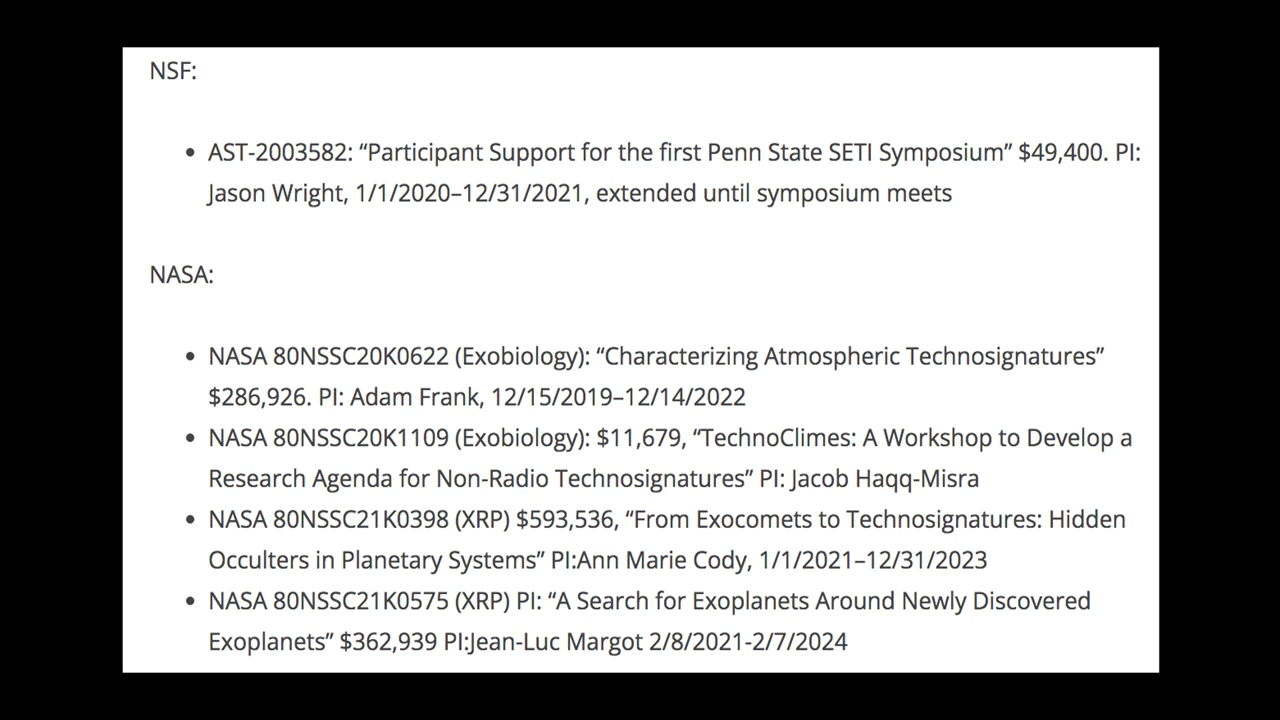 NSF:
• AST-2003582: “Participant Support for the first Penn State SETI Symposium” $49,400. PI:
Jason Wright, 1/1/2020–12/31/2021, extended until symposium meets
NASA:
• NASA 80NSSC20K0622 (Exobiology): “Characterizing Atmospheric Technosignatures”
$286,926. PI: Adam Frank, 12/15/2019–12/14/2022
• NASA 80NSSC20K1109 (Exobiology): $11,679, “TechnoClimes: A Workshop to Develop a
Research Agenda for Non-Radio Technosignatures” PI: Jacob Haqq-Misra
• NASA 80NSSC21K0398 (XRP) $593,536, “From Exocomets to Technosignatures: Hidden
Occulters in Planetary Systems” PI:Ann Marie Cody, 1/1/2021–12/31/2023
• NASA 80NSSC21K0575 (XRP) PI: “A Search for Exoplanets Around Newly Discovered
Exoplanets” $362,939 PI:Jean-Luc Margot 2/8/2021-2/7/2024